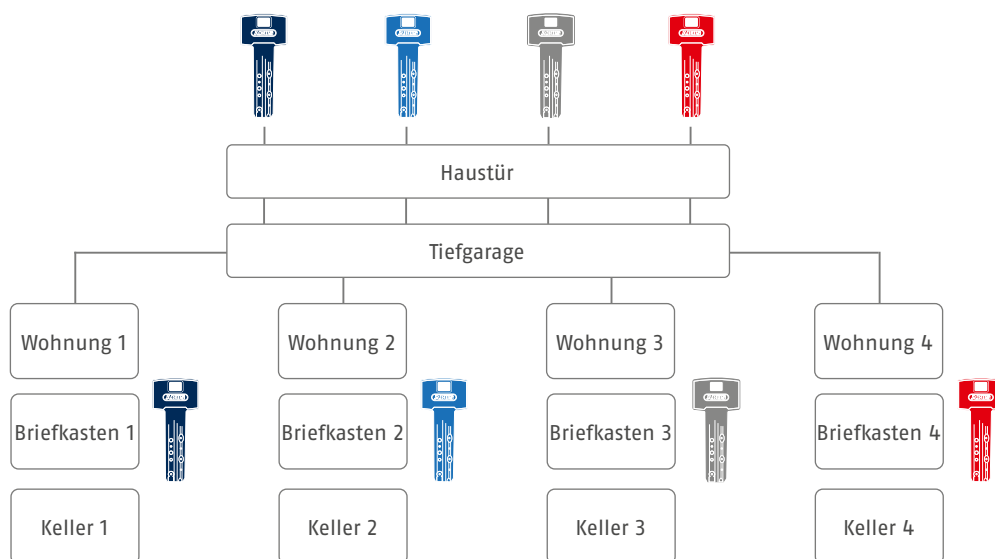 Haustür
Tiefgarage
Wohnung 1
Wohnung 2
Wohnung 3
Wohnung 4
Briefkasten 1
Briefkasten 2
Briefkasten 3
Briefkasten 4
Keller 1
Keller 2
Keller 3
Keller 4